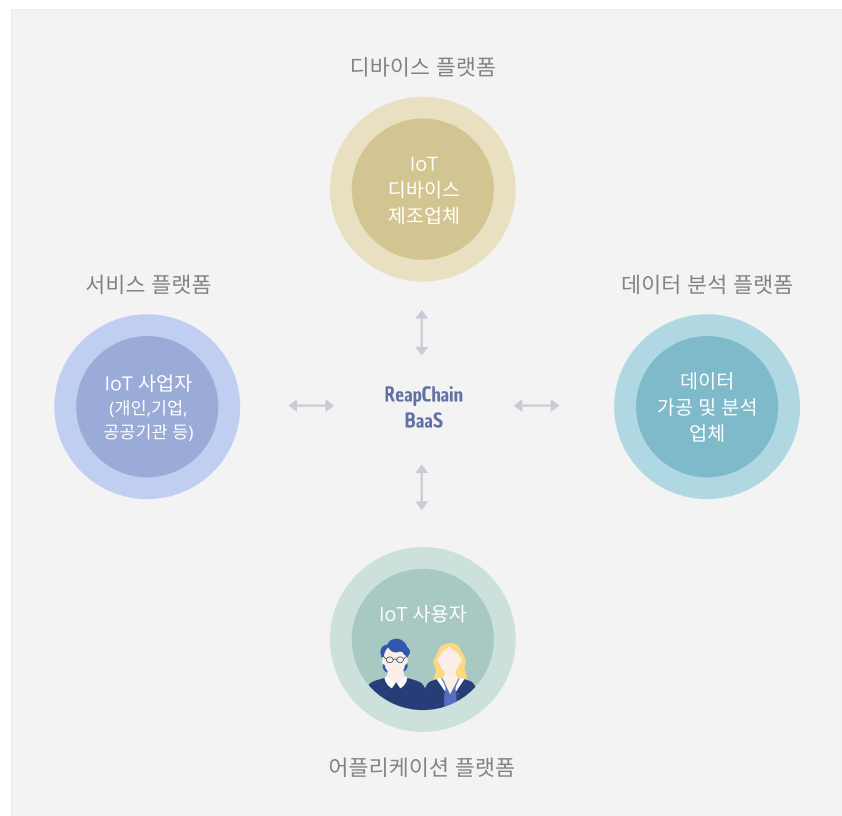 디바이스 플랫폼
IoT
디바이스
제조업체
서비스 플랫폼
IoT 사업자
(개인,기업,
공공기관 등)
ReapChain
BaaS
데이터 분석 플랫폼
데이터
가공 및 분석
업체
IoT 사용자
어플리케이션 플랫폼